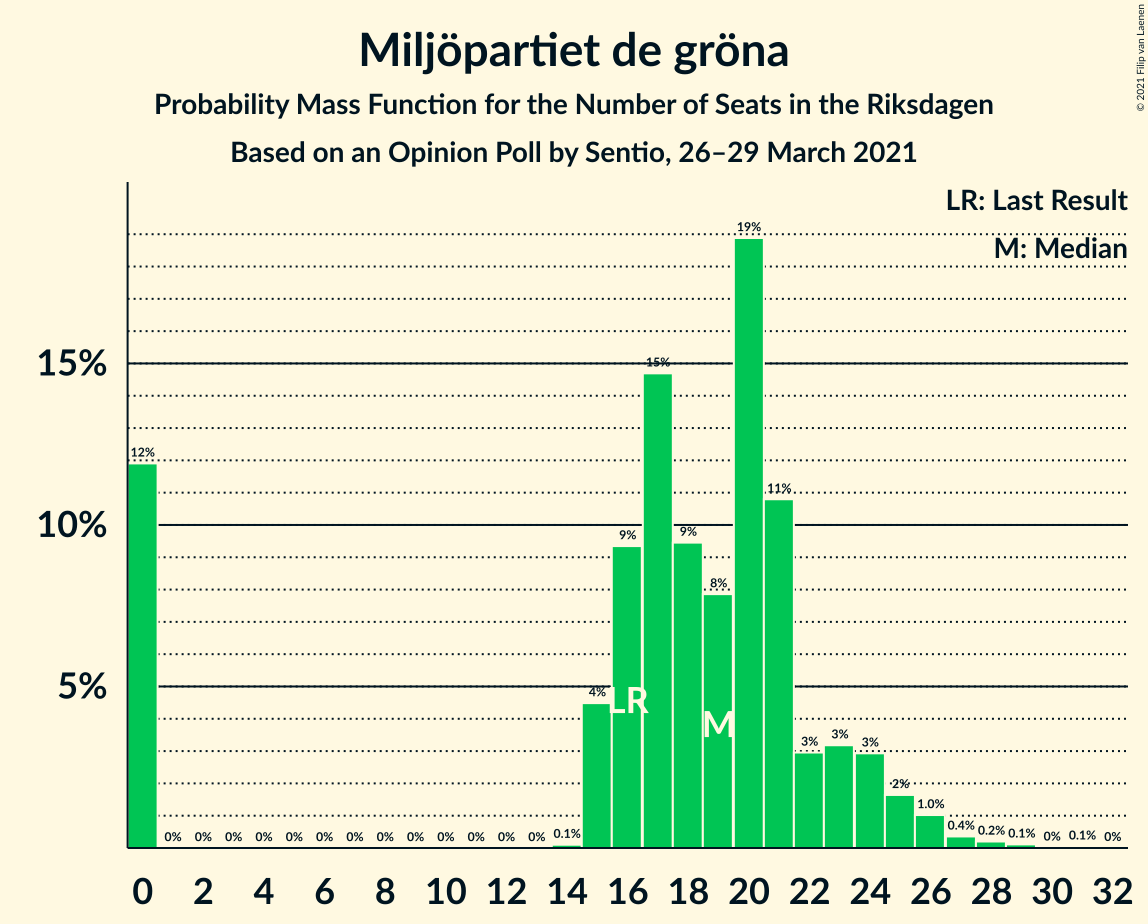 Miljöpartiet de gröna
Probability Mass Function for the Number of Seats in the Riksdagen
Based on an Opinion Poll by Sentio, 26–29 March 2021
© 2021 Filip van Laenen
LR: Last Result
M: Median
15%
10%
5%
12% 0% 0% 0% 0% 0% 0% 0% 0% 0% 0% 0% 0% 0% 0.1% 4% 9% 15% 9% 8% 19% 11% 3% 3% 3% 2% 1.0% 0.4% 0.2% 0.1% 0% 0.1% 0%
LR
M
0 2 4 6 8 10 12 14 16 18 20 22 24 26 28 30 32